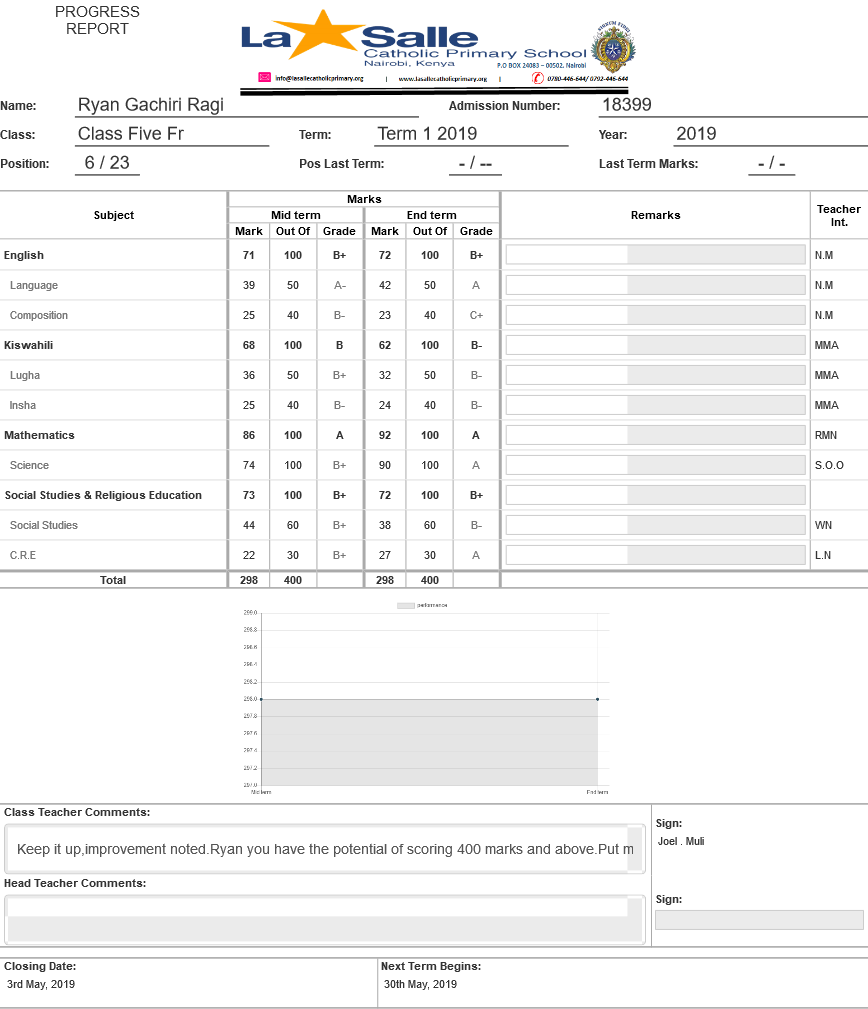 PROGRESS
REPORT
La Salle
Catholic Primary School
Nairobi, Kenya
P.O BOX 24083 – 00502, Nairobi
info@lasallecatholicprimary.org | www.lasallecatholicprimary.org | 0780-446-644/ 0792-446-644
Name: Ryan Gachiri Ragi Admission Number: 18399
Class: Class Five Fr Term: Term 1 2019 Year: 2019
Position: 6 / 23 Pos Last Term: - / -- Last Term Marks: - / -
Subject Marks Remarks Teacher Int.
Mid term End term
Mark Out Of Grade Mark Out Of Grade
English 71 100 B+ 72 100 B+ N.M
Language 39 50 A- 42 50 A N.M
Composition 25 40 B- 23 40 C+ N.M
Kiswahili 68 100 B 62 100 B- MMA
Lugha 36 50 B+ 32 50 B- MMA
Insha 25 40 B- 24 40 B- MMA
Mathematics 86 100 A 92 100 A RMN
Science 74 100 B+ 90 100 A S.O.O
Social Studies & Religious Education 73 100 B+ 72 100 B+
Social Studies 44 60 B+ 38 60 B- WN
C.R.E 22 30 B+ 27 30 A L.N
Total 298 400 298 400
performance
299.0
298.8
298.6
298.4
298.2
298.0
297.8
297.6
297.4
297.2
297.0
Mid term End term
Class Teacher Comments:
Sign:
Keep it up,improvement noted.Ryan you have the potential of scoring 400 marks and above.Put m
Joel . Muli
Head Teacher Comments:
Sign:
Closing Date: Next Term Begins:
3rd May, 2019 30th May, 2019